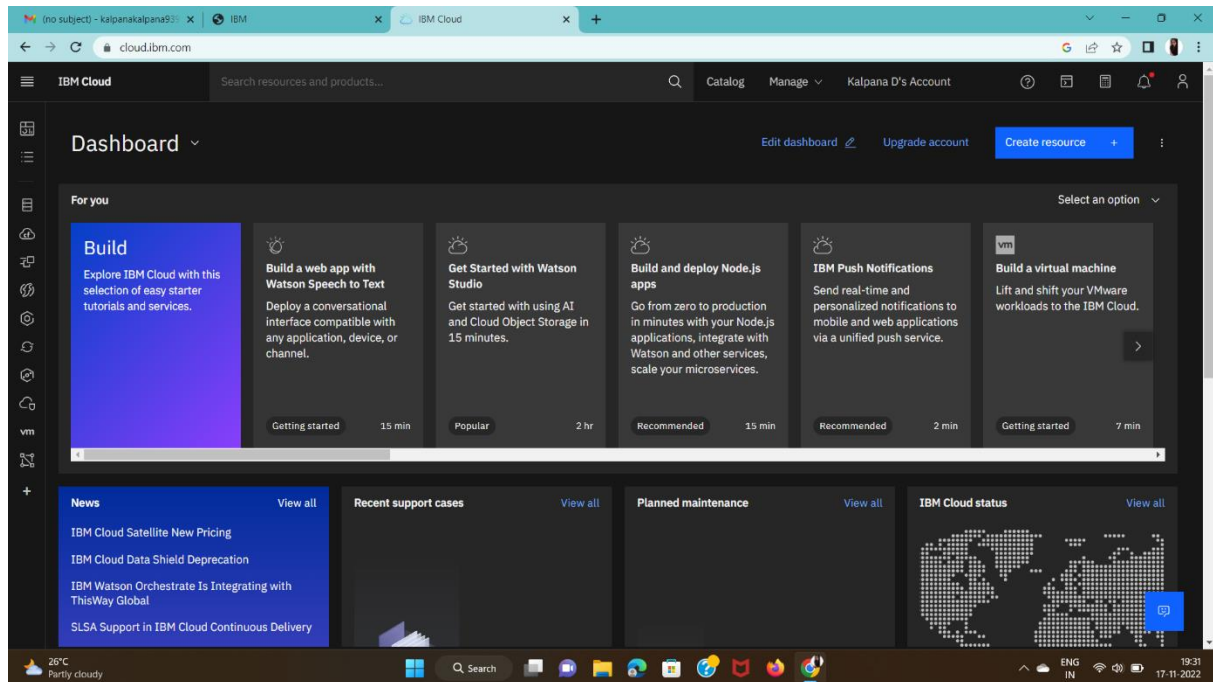 (no subject) - kalpanakalpana939
IBM
IBM Cloud
cloud.ibm.com
IBM Cloud
Search resources and products...
Catalog
Manage
Kalpana D's Account
Dashboard
Edit dashboard
Upgrade account
Create resource +
For you
Select an option
Build
Explore IBM Cloud with this
selection of easy starter
tutorials and services.
Build a web app with
Watson Speech to Text
Deploy a conversational
interface compatible with
any application, device, or
channel.
Getting started 15 min
Get Started with Watson
Studio
Get started with using AI
and Cloud Object Storage in
15 minutes.
Popular 2 hr
Build and deploy Node.js
apps
Go from zero to production
in minutes with your Node.js
applications, integrate with
Watson and other services,
scale your microservices.
Recommended 15 min
IBM Push Notifications
Send real-time and
personalized notifications to
mobile and web applications
via a unified push service.
Recommended 2 min
vm
Build a virtual machine
Lift and shift your VMware
workloads to the IBM Cloud.
Getting started 7 min
vm
News View all
IBM Cloud Satellite New Pricing
IBM Cloud Data Shield Deprecation
IBM Watson Orchestrate Is Integrating with
ThisWay Global
SLSA Support in IBM Cloud Continuous Delivery
Recent support cases View all
Planned maintenance View all
IBM Cloud status View all
26°C
Partly cloudy
Search
ENG
IN
19:31
17-11-2022